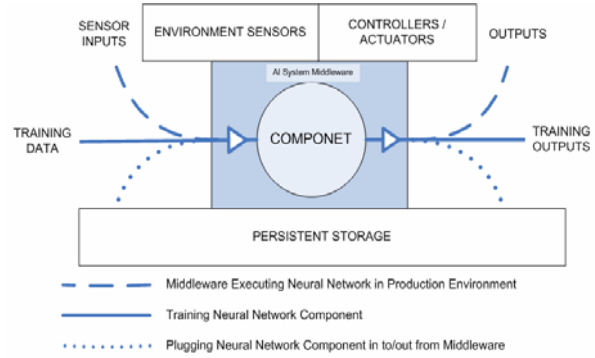 SENSOR
INPUTS
ENVIRONMENT SENSORS
CONTROLLERS /
ACTUATORS
OUTPUTS
AI System Middleware
TRAINING
DATA
COMPONET
TRAINING
OUTPUTS
PERSISTENT STORAGE
Middleware Executing Neural Network in Production Environment
Training Neural Network Component
Plugging Neural Network Component in to/out from Middleware